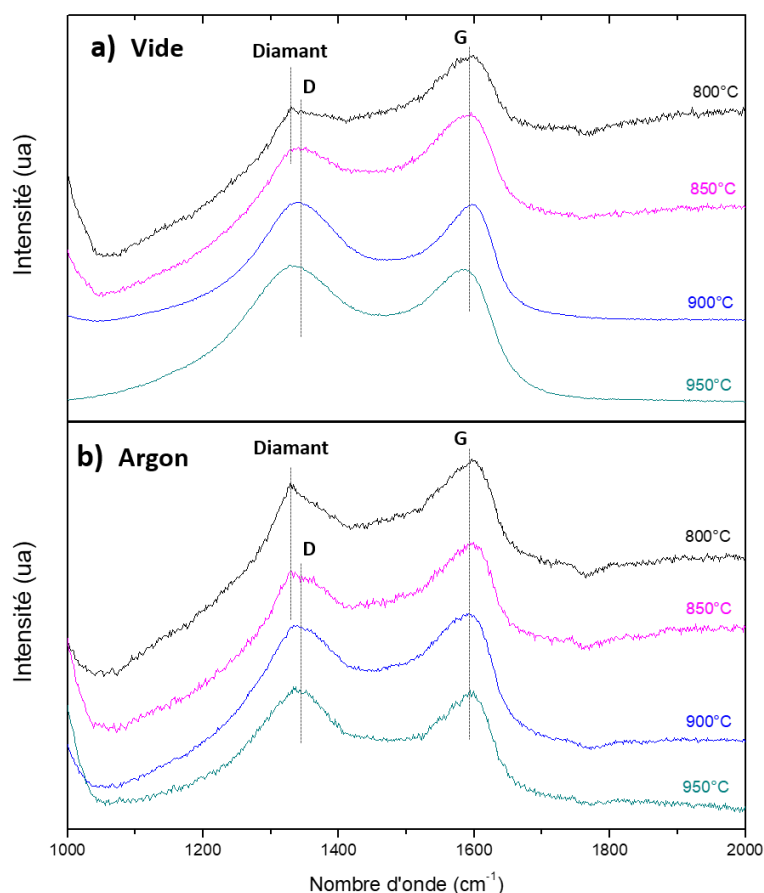 a) Vide
Diamant
D
G
800°C
850°C
900°C
950°C
Intensité (ua)
b) Argon
Diamant
D
G
800°C
850°C
900°C
950°C
Intensité (ua)
1000 1200 1400 1600 1800 2000
Nombre d'onde (cm⁻¹)